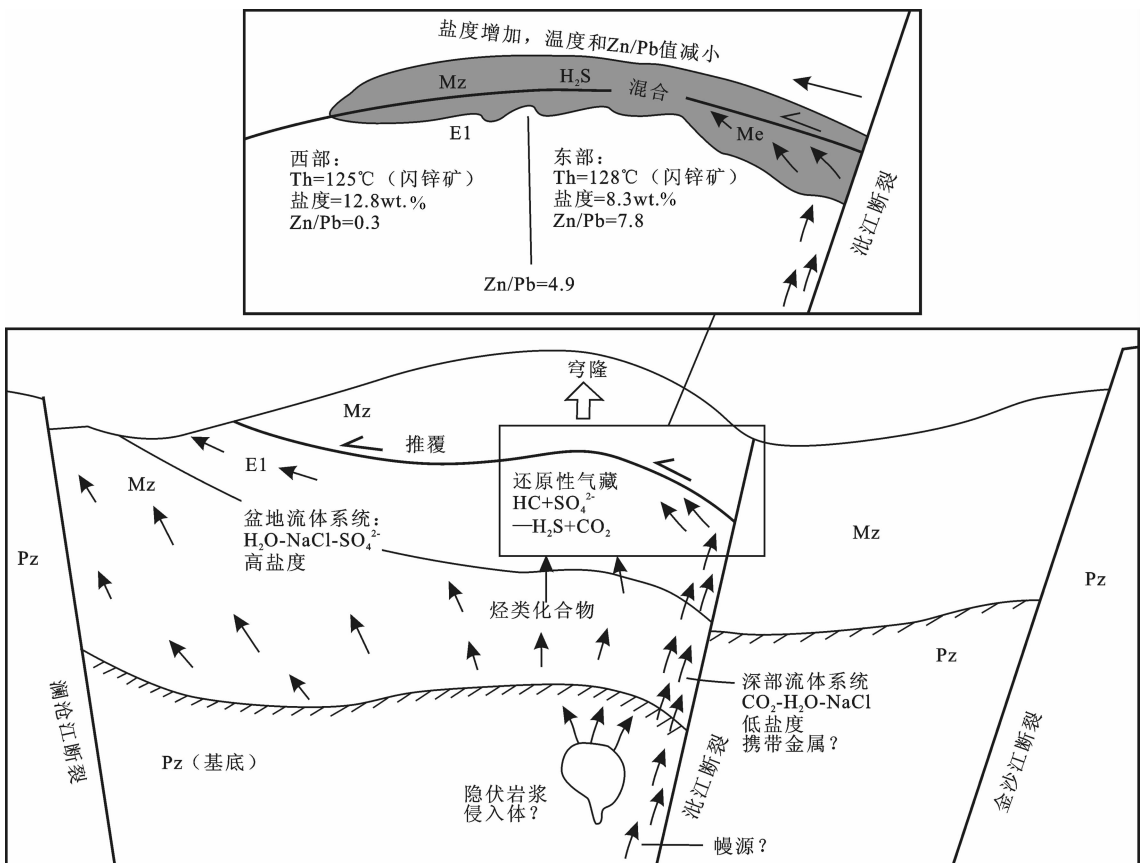 盐度增加，温度和Zn/Pb值减小
Mz
H₂S
混合
E1
Me
西部：
Th=125℃（闪锌矿）
盐度=12.8wt.%
Zn/Pb=0.3
东部：
Th=128℃（闪锌矿）
盐度=8.3wt.%
Zn/Pb=7.8
Zn/Pb=4.9
沘江断裂
穹隆
Mz
推覆
E1
Mz
还原性气藏
HC+SO₄²⁻
—H₂S+CO₂
盆地流体系统：
H₂O-NaCl-SO₄²⁻
高盐度
Mz
Pz
Pz
烃类化合物
Pz
深部流体系统
CO₂-H₂O-NaCl
低盐度
携带金属？
澜沧江断裂
Pz（基底）
隐伏岩浆
侵入体？
沘江断裂
金沙江断裂
幔源？